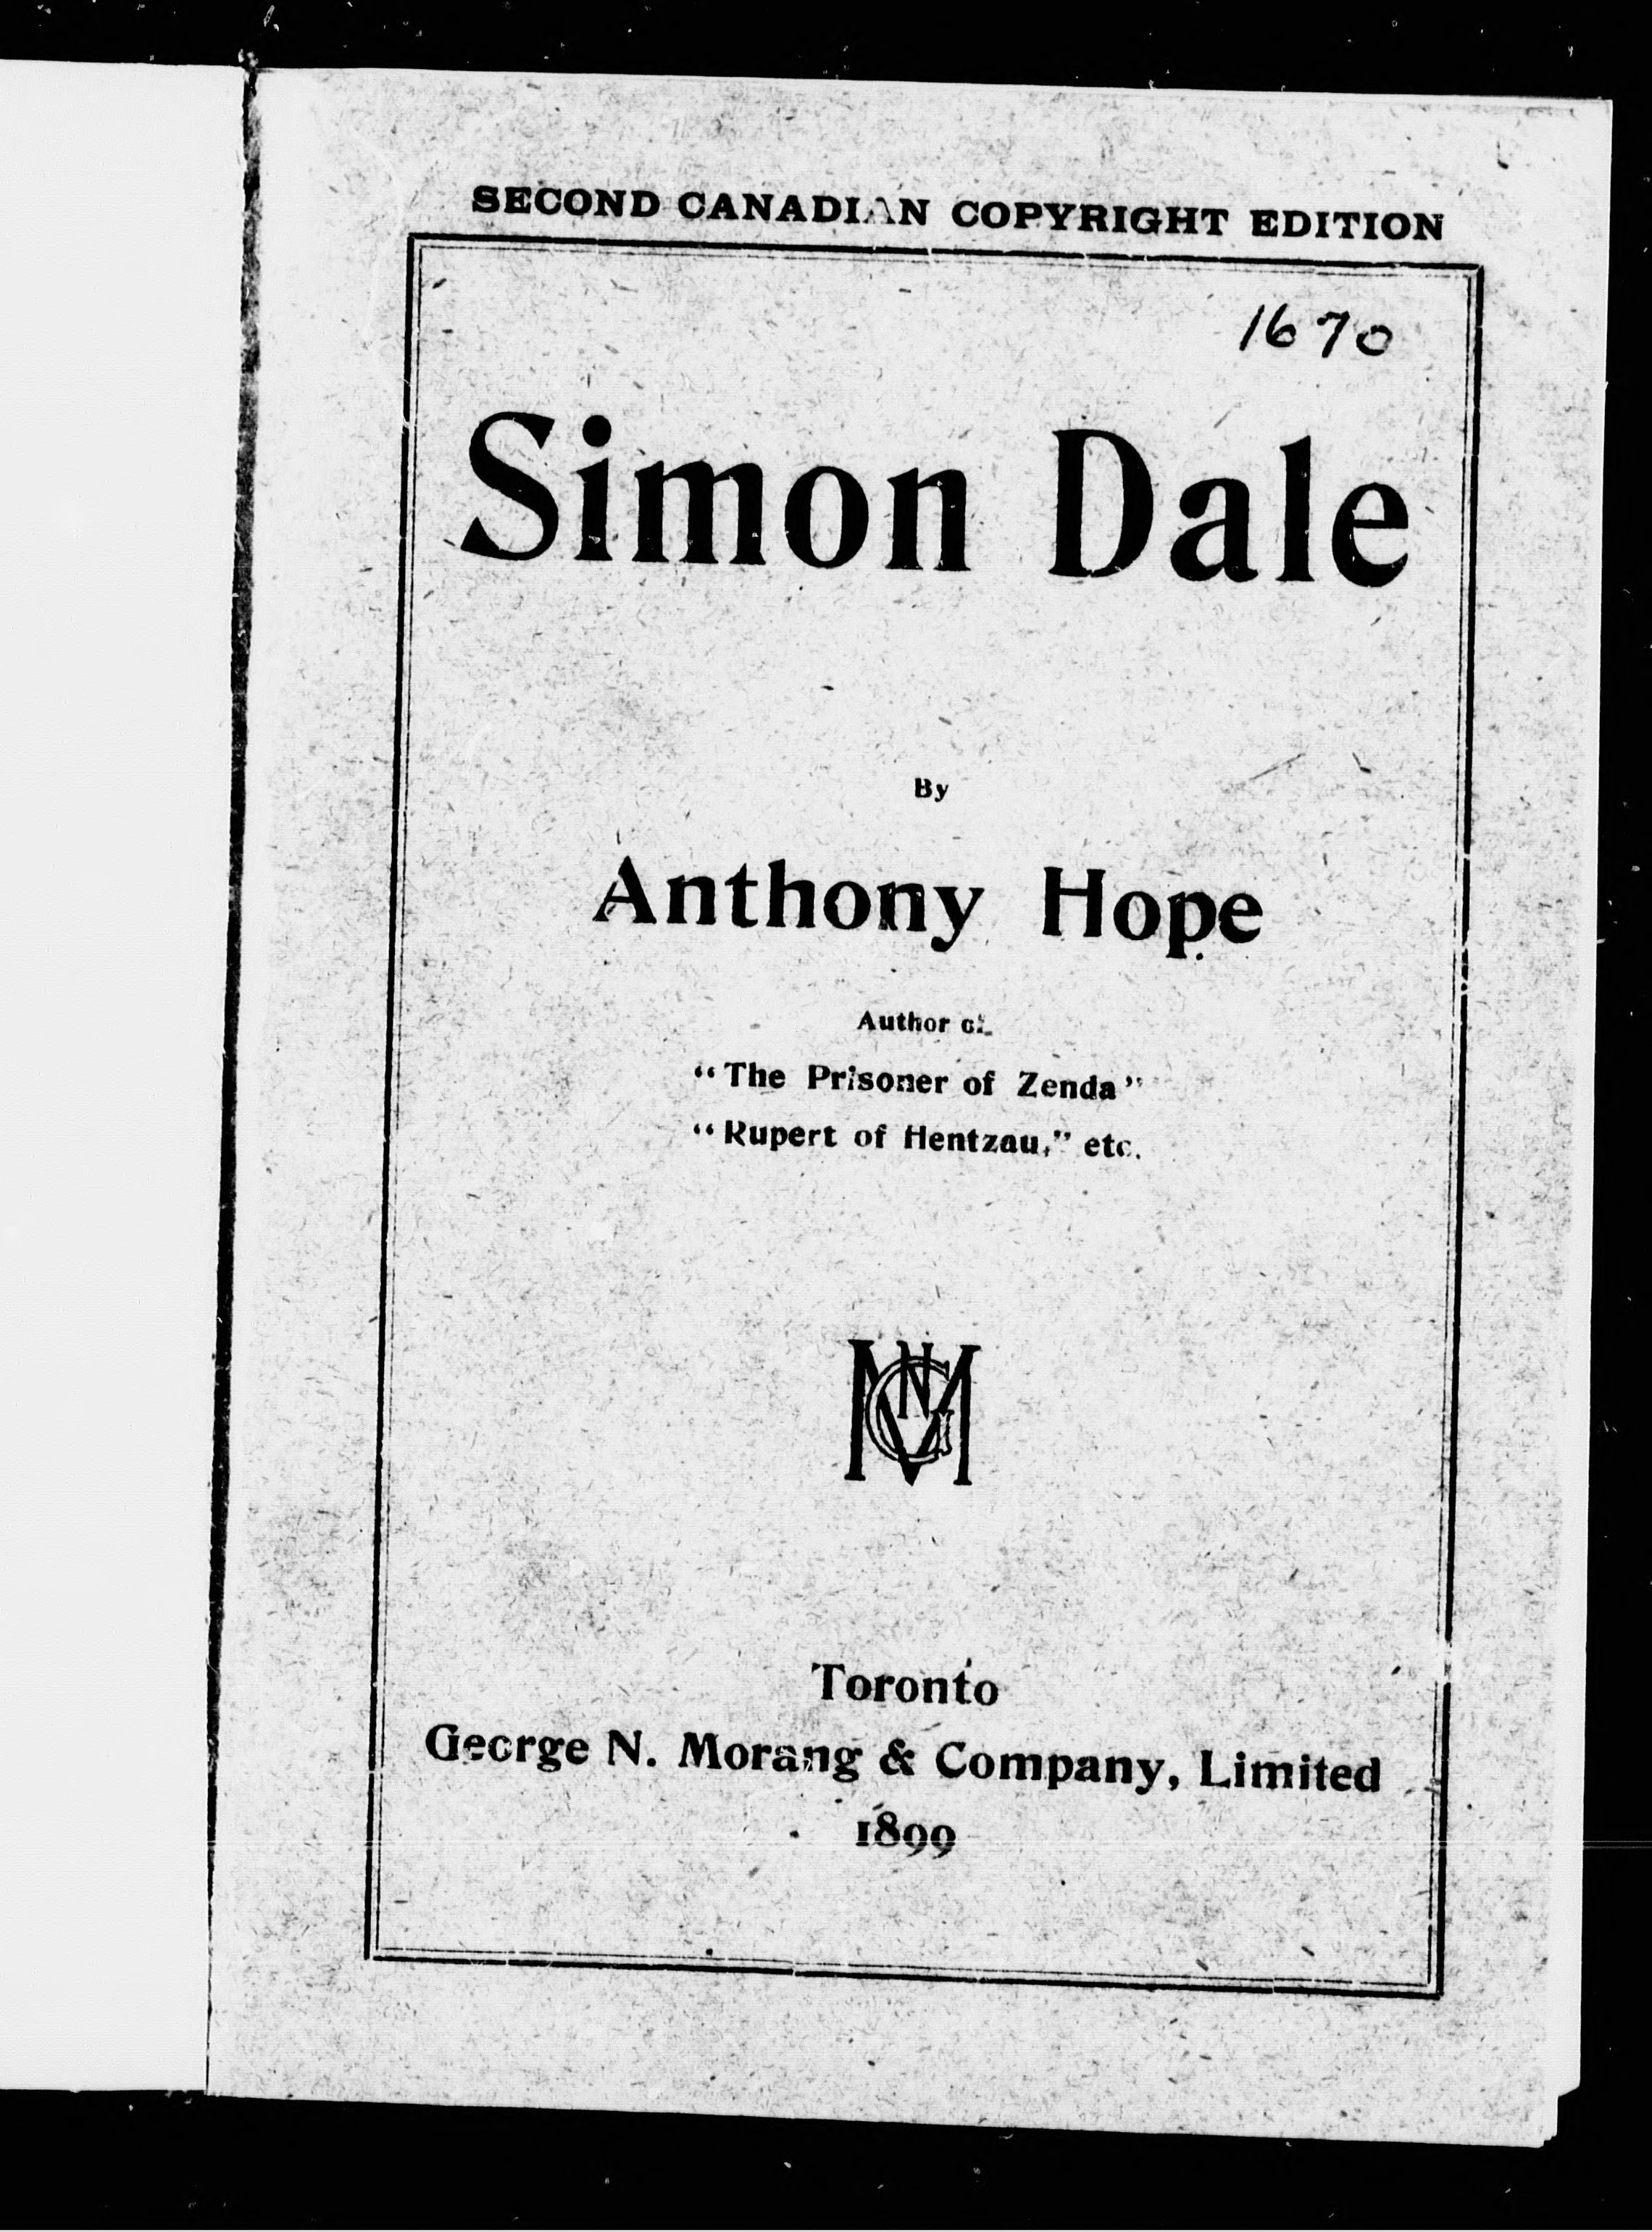 SECOND CANADIAN COPYRIGHT EDITION
1670
Simon Dale
By
Anthony Hope
Author of
“The Prisoner of Zenda”
“Rupert of Hentzau,” etc.
GNM
Toronto
George N. Morang & Company, Limited
1899